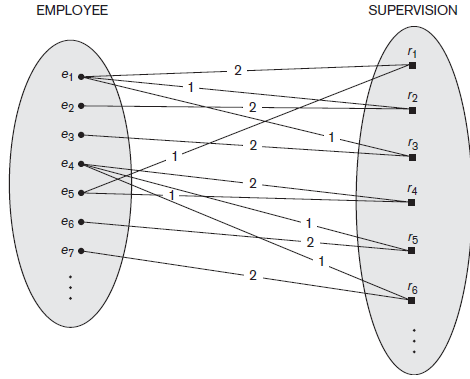 EMPLOYEE
SUPERVISION
e1
e2
e3
e4
e5
e6
e7
2
1
2
1
2
1
2
1
1
2
1
2
r1
r2
r3
r4
r5
r6